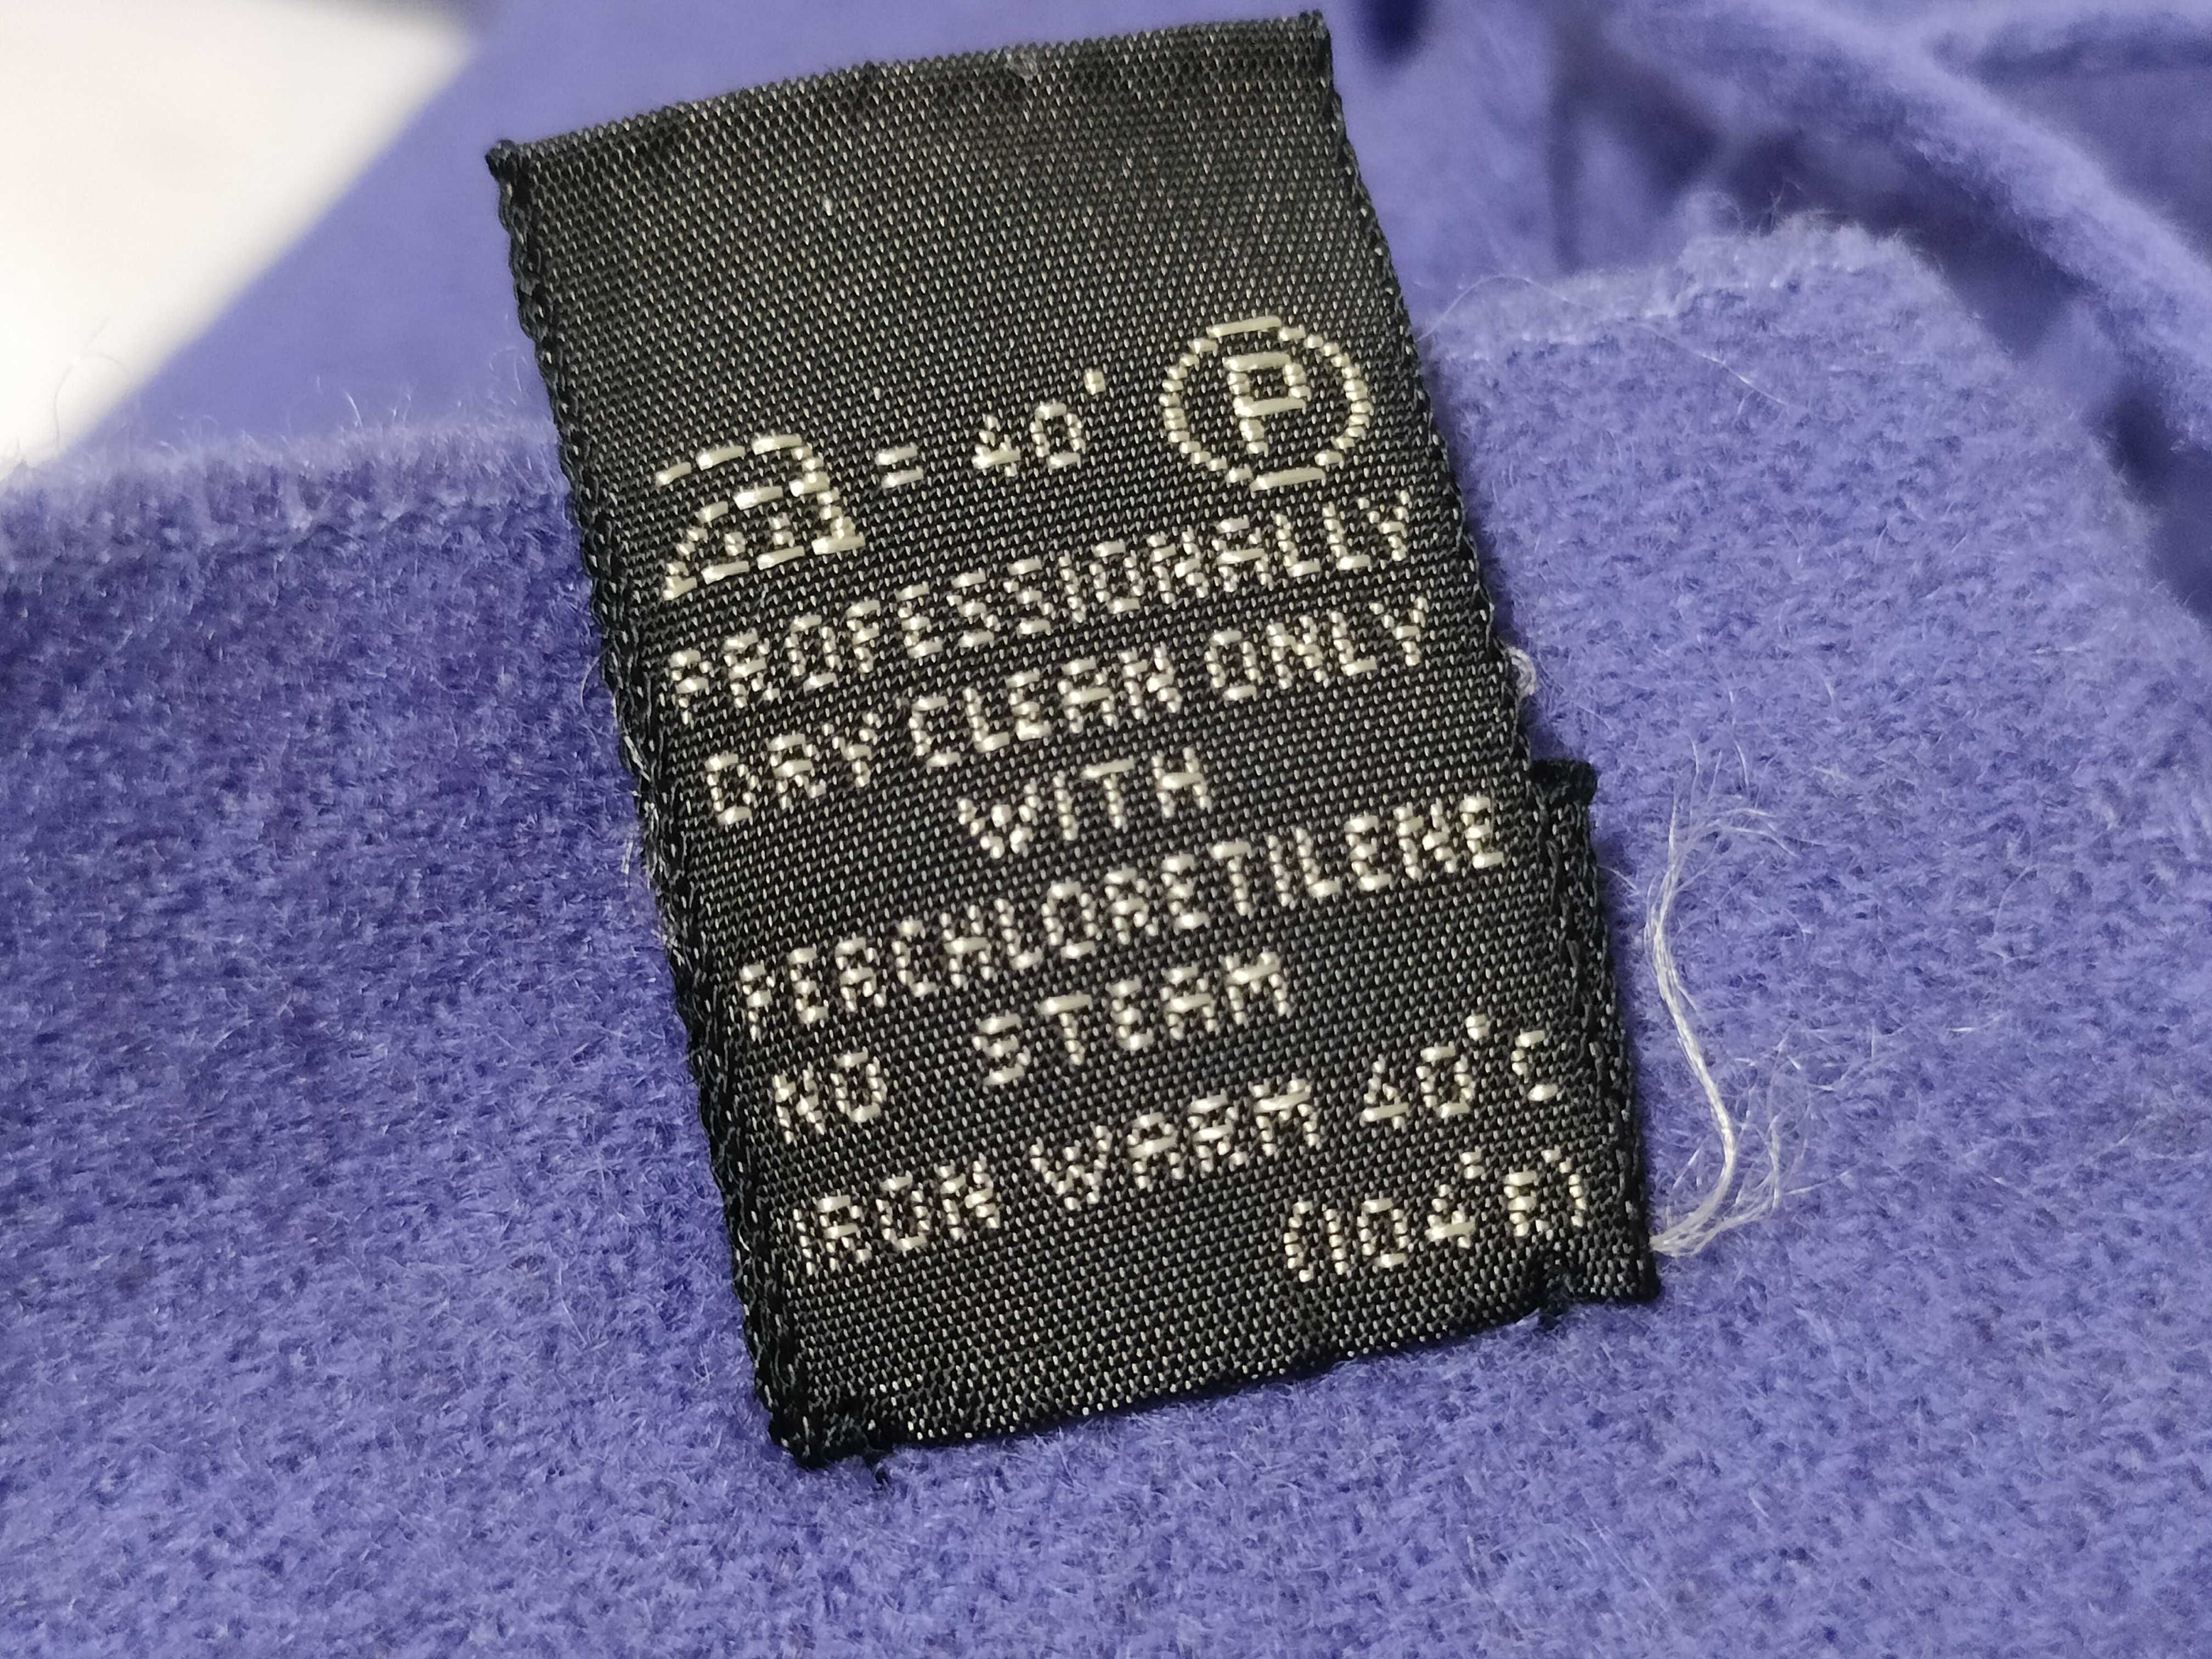 = 40° P
PROFESSIONALLY
DRY CLEAN ONLY
WITH
PERCHLORETILENE
NO STEAM
IRON WARM 40°C
(104°F)